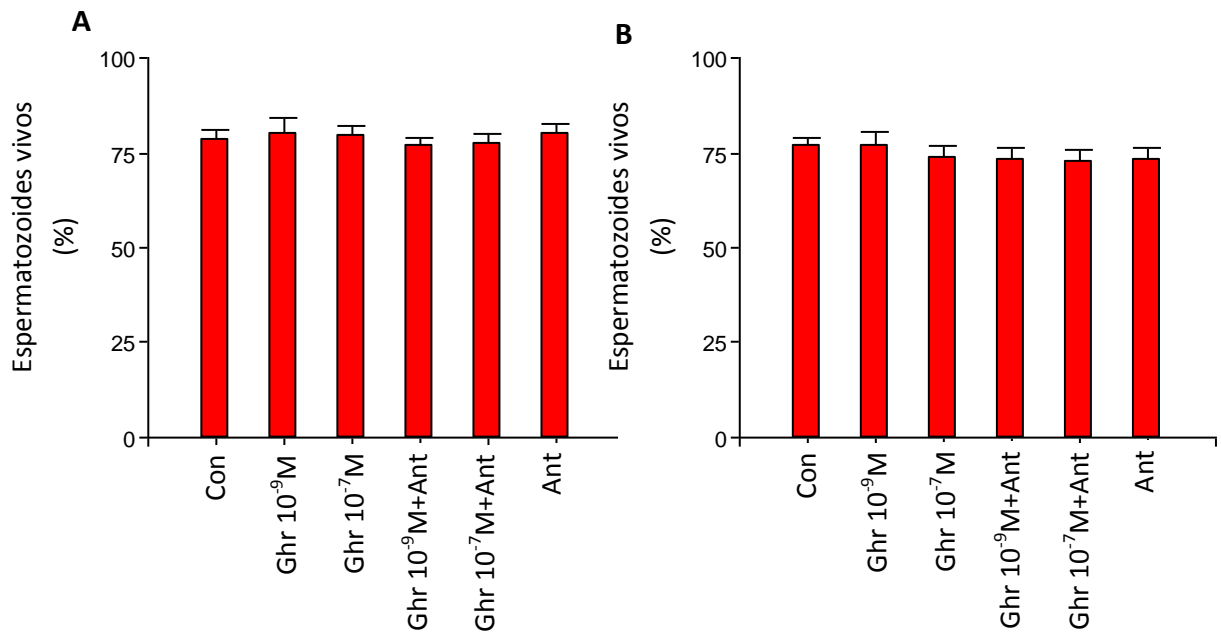 A
Espermatozoides vivos
(%)
100
75
50
25
0
Con
Ghr 10⁻⁹M
Ghr 10⁻⁷M
Ghr 10⁻⁹M+Ant
Ghr 10⁻⁷M+Ant
Ant
B
Espermatozoides vivos
(%)
100
75
50
25
0
Con
Ghr 10⁻⁹M
Ghr 10⁻⁷M
Ghr 10⁻⁹M+Ant
Ghr 10⁻⁷M+Ant
Ant